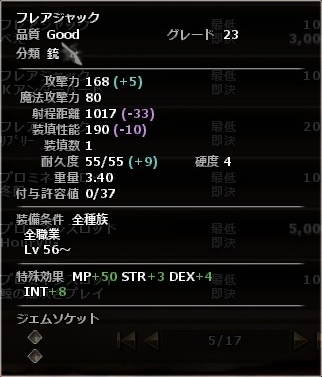 フレアジャック
品質 Good グレード 23
分類 銃
攻撃力 168 (+5)
魔法攻撃力 80
射程距離 1017 (-33)
装填性能 190 (-10)
装填数 1
耐久度 55/55 (+9) 硬度 4
重量 3.40
付与許容値 0/37
装備条件 全種族
全職業
Lv 56～
特殊効果 MP+50 STR+3 DEX+4
INT+8
ジェムソケット
5/17